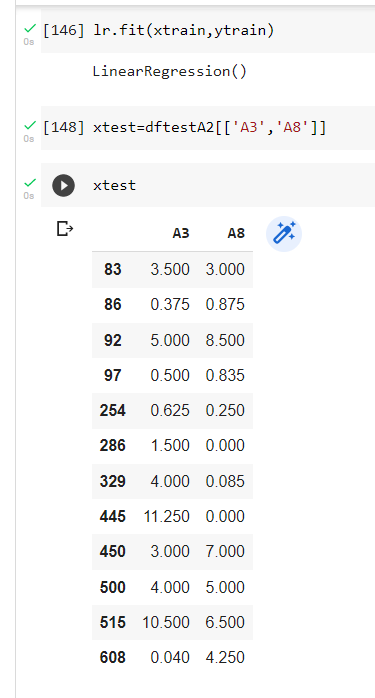 [146] lr.fit(xtrain,ytrain)
0s
LinearRegression()
[148] xtest=dftestA2[['A3','A8']]
0s
xtest
0s
A3 A8
83 3.500 3.000
86 0.375 0.875
92 5.000 8.500
97 0.500 0.835
254 0.625 0.250
286 1.500 0.000
329 4.000 0.085
445 11.250 0.000
450 3.000 7.000
500 4.000 5.000
515 10.500 6.500
608 0.040 4.250